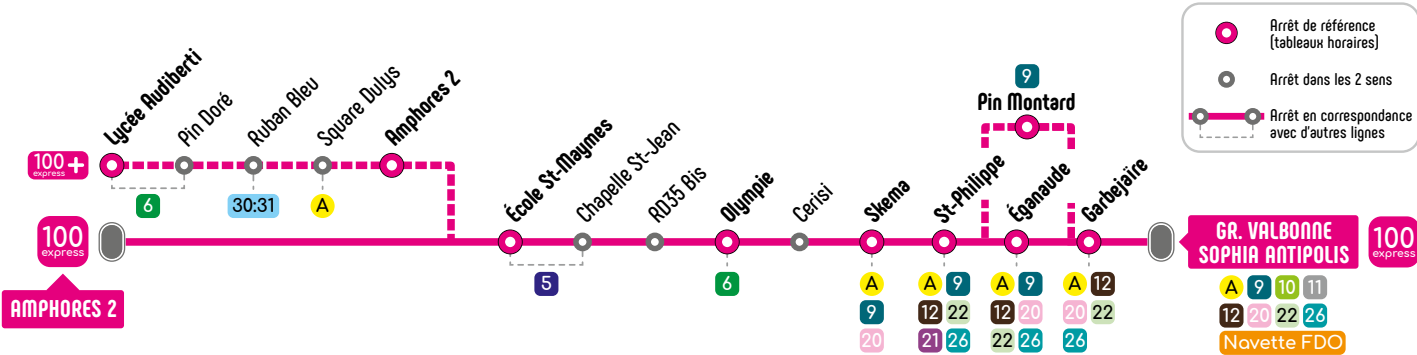 Lycée Audiberti
Pin Doré
Ruban Bleu
Square Dulys
Amphores 2
100+
express
6
30:31
A
100
express
AMPHORES 2
École St-Maymes
Chapelle St-Jean
RD35 Bis
Olympie
Cerisi
Skema
St-Philippe
Éganaude
Garbejaïre
9
Pin Montard
5
6
A
9
20
A 9
12 22
21 26
A 9
12 20
22 26
A 12
20 22
26
GR. VALBONNE
SOPHIA ANTIPOLIS
100
express
A 9 10 11
12 20 22 26
Navette FDO
Arrêt de référence
(tableaux horaires)
Arrêt dans les 2 sens
Arrêt en correspondance
avec d'autres lignes